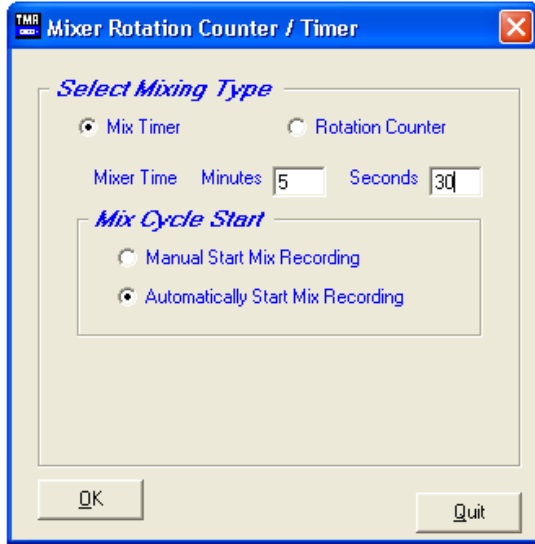 TMR
Mixer Rotation Counter / Timer
Select Mixing Type
Mix Timer Rotation Counter
Mixer Time Minutes 5 Seconds 30
Mix Cycle Start
Manual Start Mix Recording
Automatically Start Mix Recording
OK
Quit